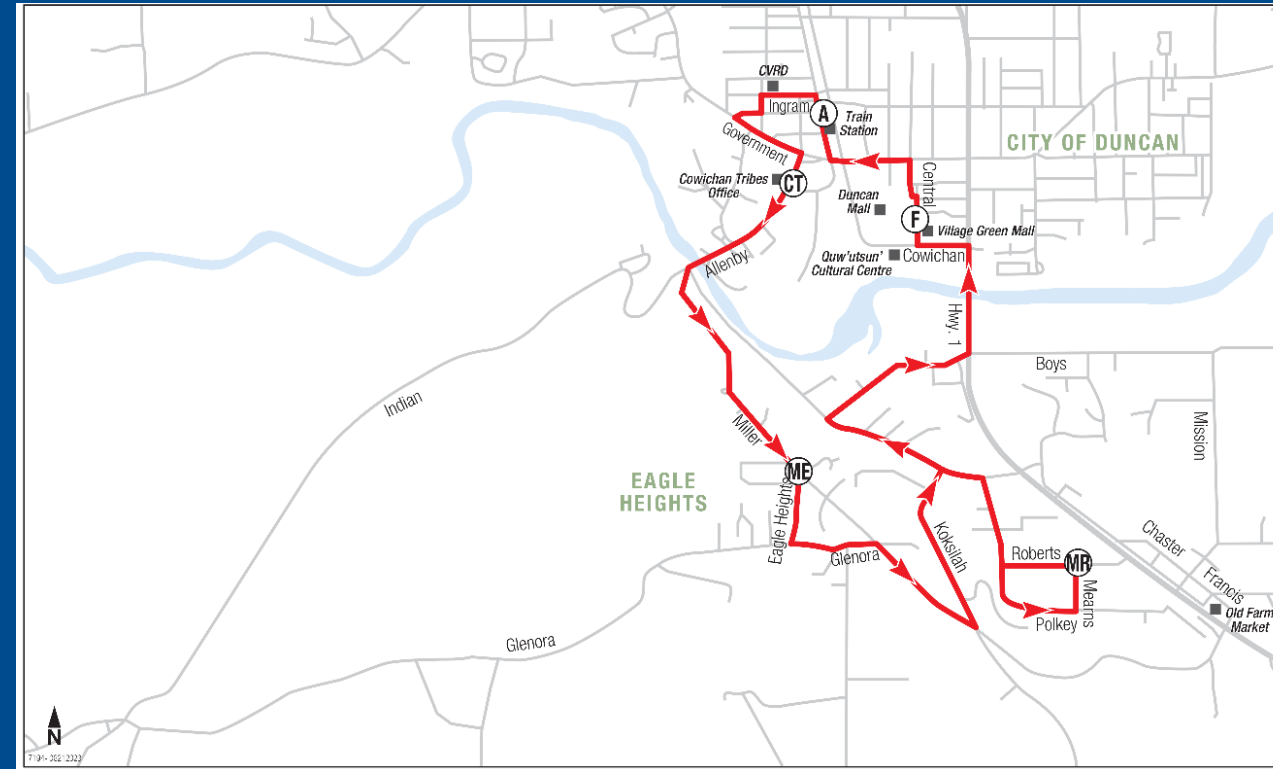 CVRD
Ingram
A
Train
Station
CITY OF DUNCAN
Government
Central
Cowichan Tribes
Office
CT
Duncan
Mall
F
Village Green Mall
Quw'utsun'
Cultural Centre
Cowichan
Allenby
Hwy. 1
Boys
Indian
Mission
Miller
ME
EAGLE
HEIGHTS
Eagle Heights
Koksilah
Glenora
Roberts
MR
Mearns
Polkey
Chaster
Francis
Old Farm
Market
Glenora
N